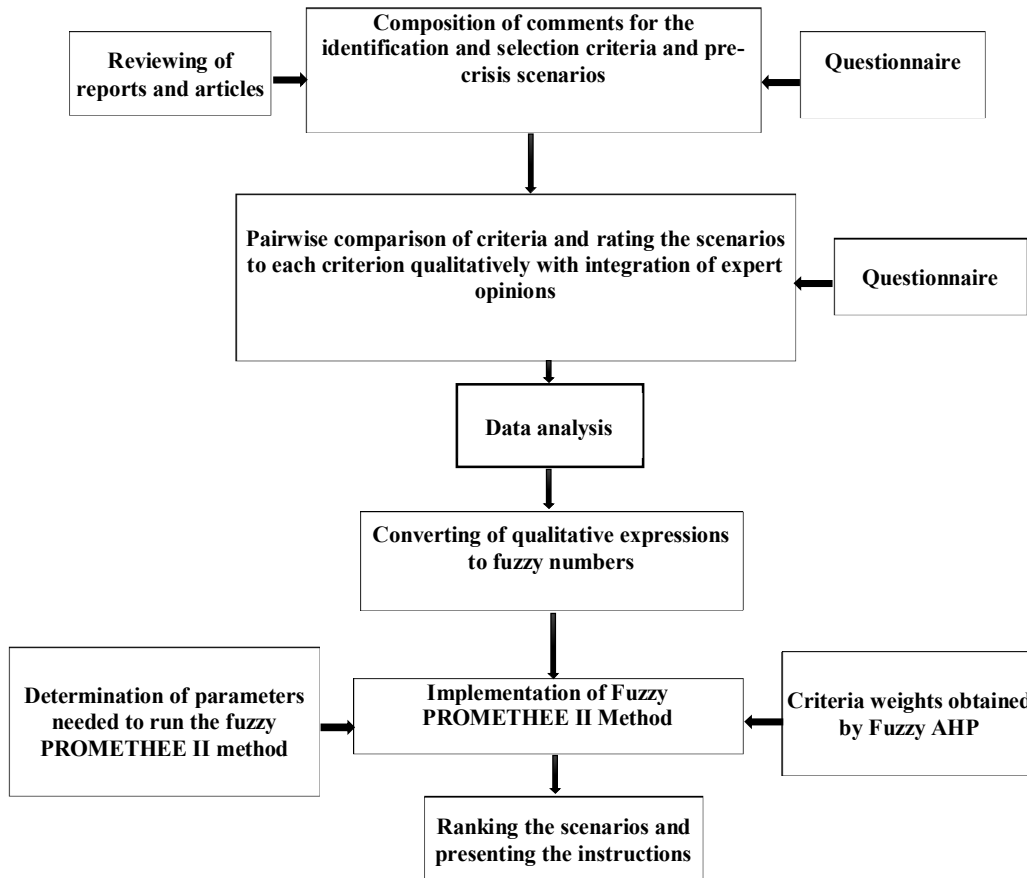 Composition of comments for the
identification and selection criteria and pre-
crisis scenarios
Reviewing of
reports and articles
Questionnaire
Pairwise comparison of criteria and rating the scenarios
to each criterion qualitatively with integration of expert
opinions
Questionnaire
Data analysis
Converting of qualitative expressions
to fuzzy numbers
Determination of parameters
needed to run the fuzzy
PROMETHEE II method
Implementation of Fuzzy
PROMETHEE II Method
Criteria weights obtained
by Fuzzy AHP
Ranking the scenarios and
presenting the instructions